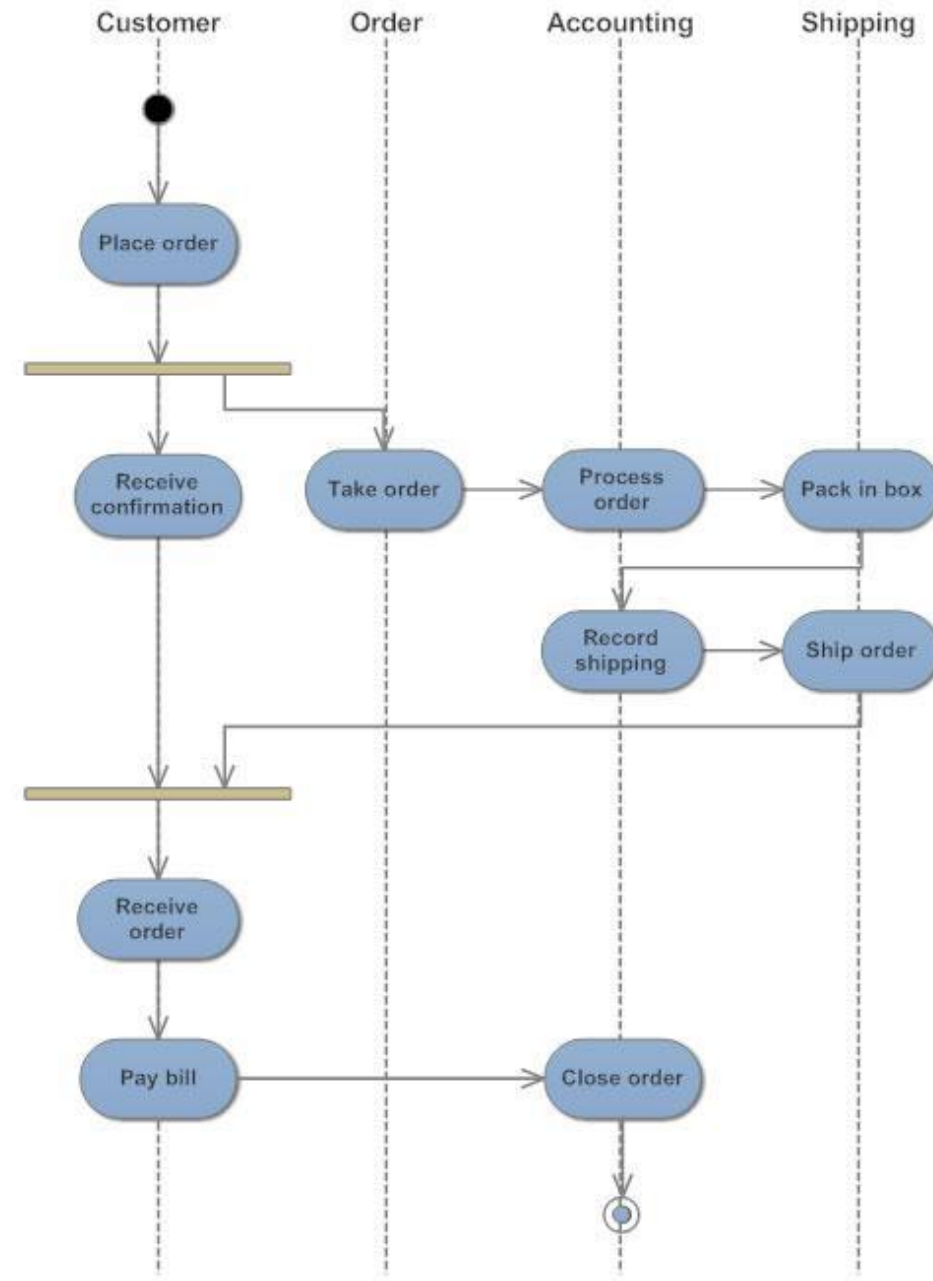 Customer
Order
Accounting
Shipping
Place order
Receive
confirmation
Take order
Process
order
Pack in box
Record
shipping
Ship order
Receive
order
Pay bill
Close order